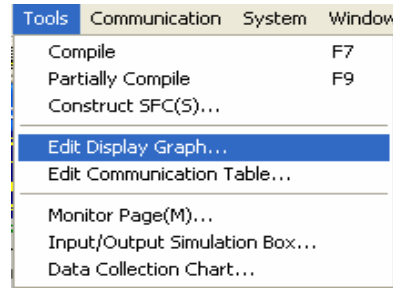 Tools Communication System Window
Compile F7
Partially Compile F9
Construct SFC(S)...
Edit Display Graph...
Edit Communication Table...
Monitor Page(M)...
Input/Output Simulation Box...
Data Collection Chart...